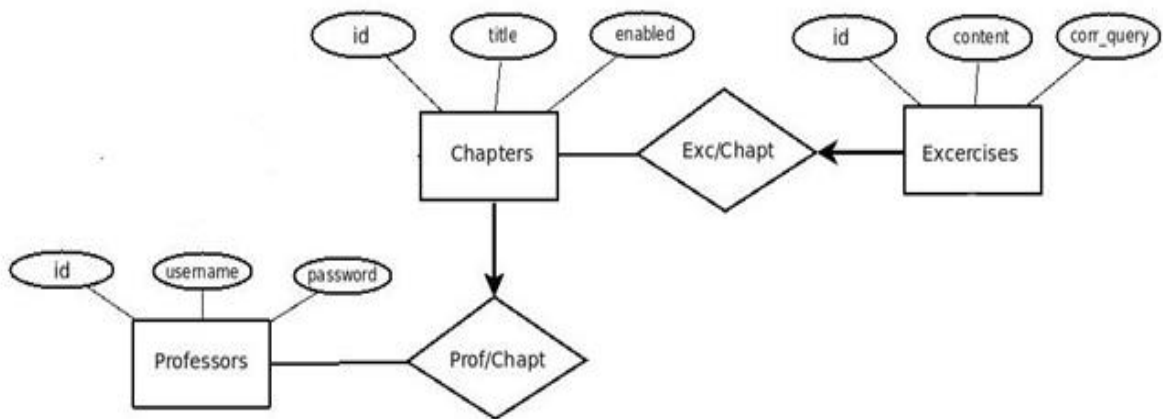 id
title
enabled
id
content
corr_query
Chapters
Exc/Chapt
Excercises
id
username
password
Professors
Prof/Chapt